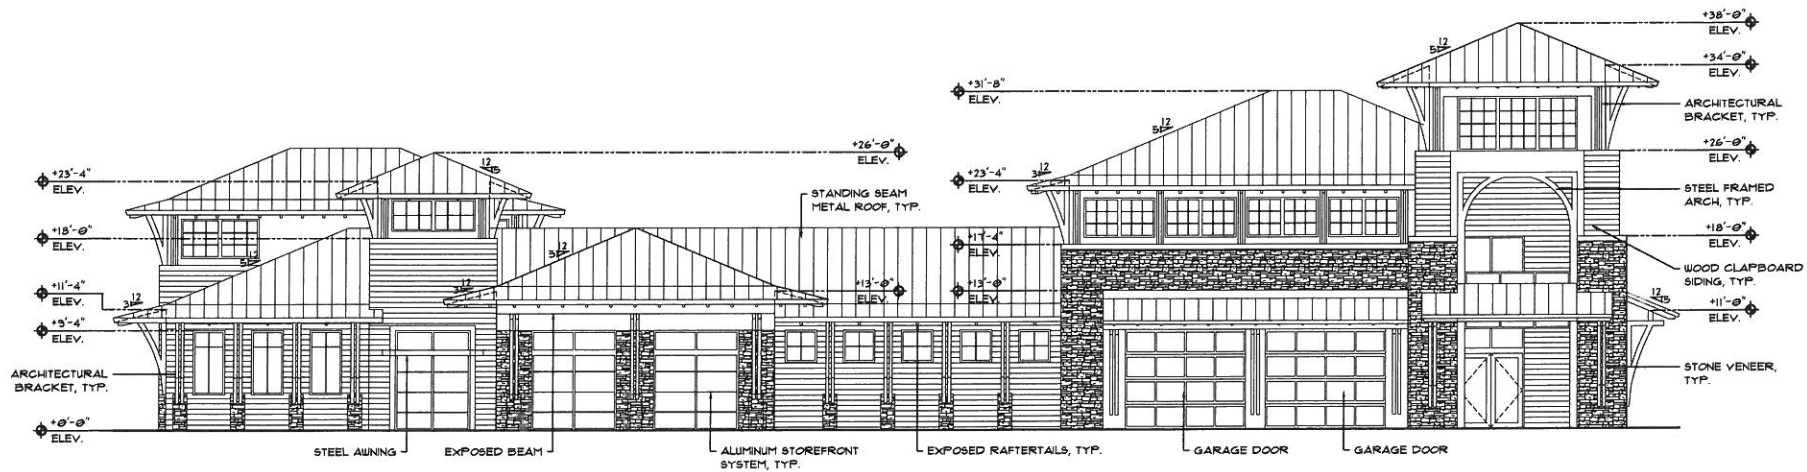 +38'-0"
ELEV.
+34'-0"
ELEV.
12
5
+31'-8"
ELEV.
ARCHITECTURAL
BRACKET, TYP.
12
5
+26'-0"
ELEV.
+26'-0"
ELEV.
12
5
+23'-4"
ELEV.
12
3
+23'-4"
ELEV.
STANDING SEAM
METAL ROOF, TYP.
STEEL FRAMED
ARCH, TYP.
+18'-0"
ELEV.
12
5
12
3
+17'-4"
ELEV.
+18'-0"
ELEV.
WOOD CLAPBOARD
SIDING, TYP.
+11'-4"
ELEV.
12
3
12
3
+13'-0"
ELEV.
+13'-0"
ELEV.
12
5
+11'-0"
ELEV.
+9'-4"
ELEV.
ARCHITECTURAL
BRACKET, TYP.
STONE VENEER,
TYP.
+0'-0"
ELEV.
STEEL AWNING
EXPOSED BEAM
ALUMINUM STOREFRONT
SYSTEM, TYP.
EXPOSED RAFTERTAILS, TYP.
GARAGE DOOR
GARAGE DOOR